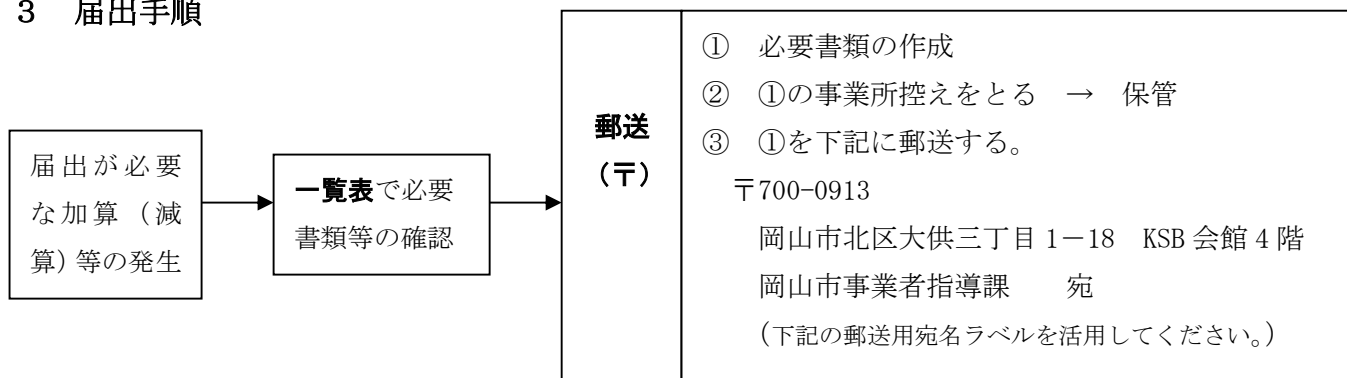 3 届出手順
届出が必要
な加算(減
算)等の発生
一覧表で必要
書類等の確認
郵送
(〒)
① 必要書類の作成
② ①の事業所控えをとる → 保管
③ ①を下記に郵送する。
〒700-0913
岡山市北区大供三丁目1-18 KSB会館4階
岡山市事業者指導課 宛
(下記の郵送用宛名ラベルを活用してください。)